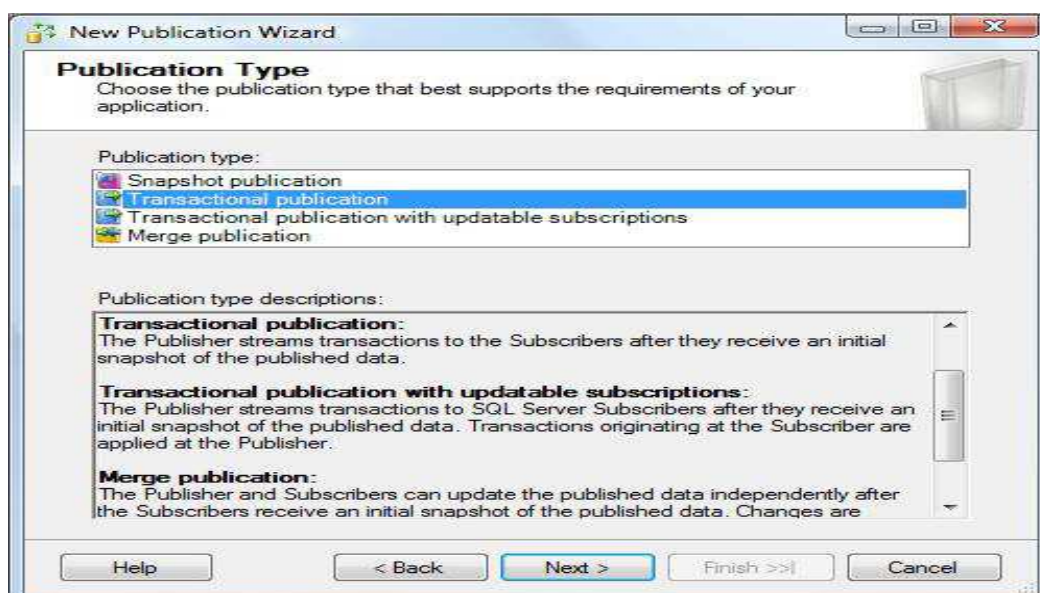 New Publication Wizard
Publication Type
Choose the publication type that best supports the requirements of your
application.
Publication type:
Snapshot publication
Transactional publication
Transactional publication with updatable subscriptions
Merge publication
Publication type descriptions:
Transactional publication:
The Publisher streams transactions to the Subscribers after they receive an initial
snapshot of the published data.
Transactional publication with updatable subscriptions:
The Publisher streams transactions to SQL Server Subscribers after they receive an
initial snapshot of the published data. Transactions originating at the Subscriber are
applied at the Publisher.
Merge publication:
The Publisher and Subscribers can update the published data independently after
the Subscribers receive an initial snapshot of the published data. Changes are
Help
< Back
Next >
Finish >>|
Cancel